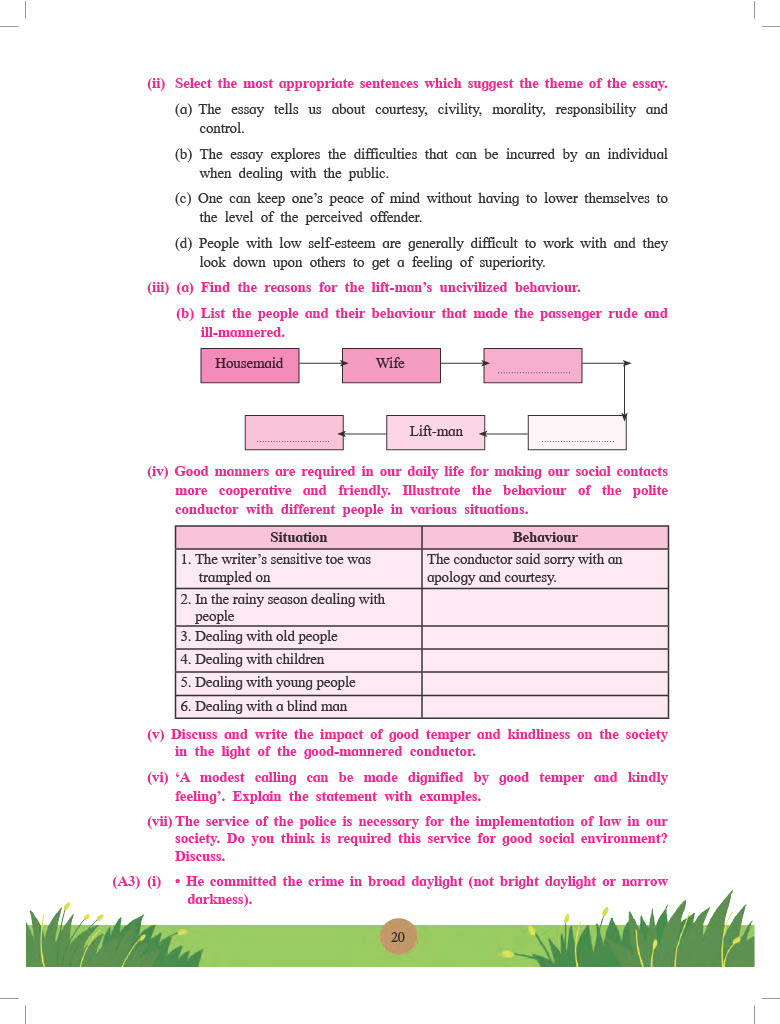 (ii) Select the most appropriate sentences which suggest the theme of the essay.
(a) The essay tells us about courtesy, civility, morality, responsibility and
control.
(b) The essay explores the difficulties that can be incurred by an individual
when dealing with the public.
(c) One can keep one's peace of mind without having to lower themselves to
the level of the perceived offender.
(d) People with low self-esteem are generally difficult to work with and they
look down upon others to get a feeling of superiority.
(iii) (a) Find the reasons for the lift-man's uncivilized behaviour.
(b) List the people and their behaviour that made the passenger rude and
ill-mannered.
Housemaid Wife ...........................
........................... Lift-man ...........................
(iv) Good manners are required in our daily life for making our social contacts
more cooperative and friendly. Illustrate the behaviour of the polite
conductor with different people in various situations.
Situation Behaviour
1. The writer's sensitive toe was The conductor said sorry with an
trampled on apology and courtesy.
2. In the rainy season dealing with
people
3. Dealing with old people
4. Dealing with children
5. Dealing with young people
6. Dealing with a blind man
(v) Discuss and write the impact of good temper and kindliness on the society
in the light of the good-mannered conductor.
(vi) 'A modest calling can be made dignified by good temper and kindly
feeling'. Explain the statement with examples.
(vii) The service of the police is necessary for the implementation of law in our
society. Do you think is required this service for good social environment?
Discuss.
(A3) (i) • He committed the crime in broad daylight (not bright daylight or narrow
darkness).
20